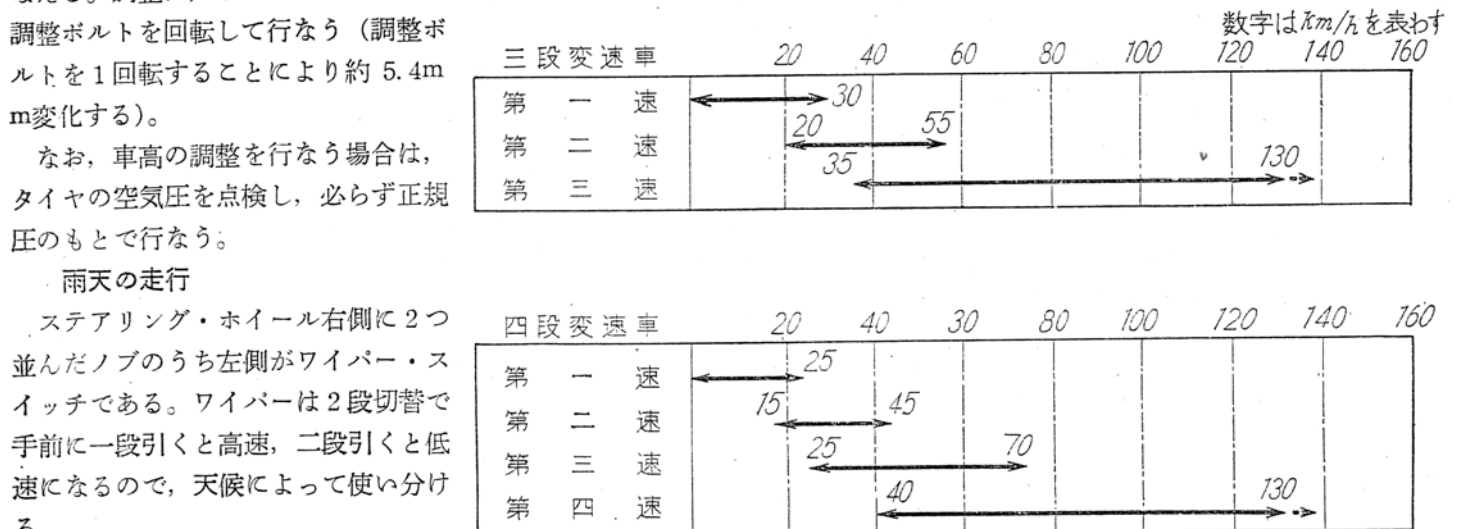 調整ボルトを回転して行なう（調整ボ
ルトを1回転することにより約 5.4m
m変化する）。
なお，車高の調整を行なう場合は，
タイヤの空気圧を点検し，必らず正規
圧のもとで行なう。
雨天の走行
ステアリング・ホイール右側に2つ
並んだノブのうち左側がワイパー・ス
イッチである。ワイパーは2段切替で
手前に一段引くと高速，二段引くと低
速になるので，天候によって使い分け
数字はkm/hを表わす
三段変速車 20 40 60 80 100 120 140 160
第一速 30
第二速 20 55
第三速 35 130
四段変速車 20 40 30 80 100 120 140 160
第一速 25
第二速 15 45
第三速 25 70
第四速 40 130